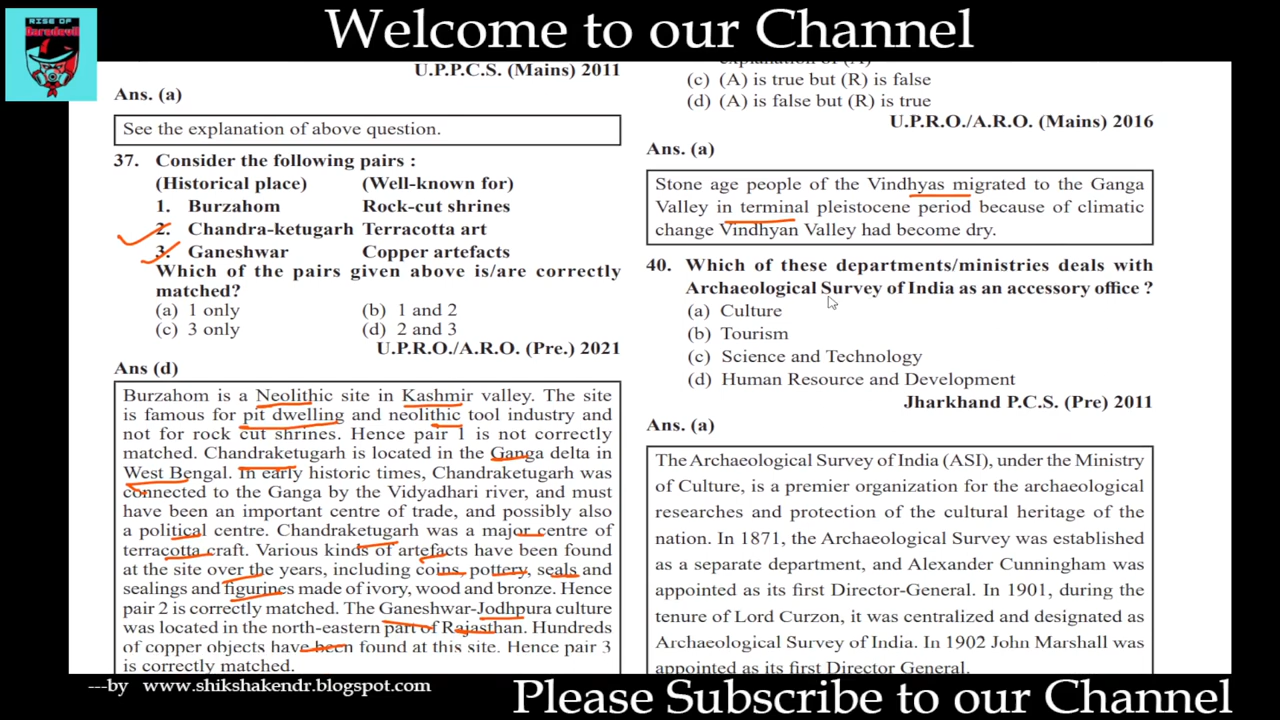 RISE OF
Daredevil
Welcome to our Channel
U.P.P.C.S. (Mains) 2011
Ans. (a)
See the explanation of above question.
37. Consider the following pairs :
(Historical place) (Well-known for)
1. Burzahom Rock-cut shrines
2. Chandra-ketugarh Terracotta art
3. Ganeshwar Copper artefacts
Which of the pairs given above is/are correctly
matched?
(a) 1 only (b) 1 and 2
(c) 3 only (d) 2 and 3
U.P.R.O./A.R.O. (Pre.) 2021
Ans (d)
Burzahom is a Neolithic site in Kashmir valley. The site
is famous for pit dwelling and neolithic tool industry and
not for rock cut shrines. Hence pair 1 is not correctly
matched. Chandraketugarh is located in the Ganga delta in
West Bengal. In early historic times, Chandraketugarh was
connected to the Ganga by the Vidyadhari river, and must
have been an important centre of trade, and possibly also
a political centre. Chandraketugarh was a major centre of
terracotta craft. Various kinds of artefacts have been found
at the site over the years, including coins, pottery, seals and
sealings and figurines made of ivory, wood and bronze. Hence
pair 2 is correctly matched. The Ganeshwar-Jodhpura culture
was located in the north-eastern part of Rajasthan. Hundreds
of copper objects have been found at this site. Hence pair 3
is correctly matched.
explanation of (A)
(c) (A) is true but (R) is false
(d) (A) is false but (R) is true
U.P.R.O./A.R.O. (Mains) 2016
Ans. (a)
Stone age people of the Vindhyas migrated to the Ganga
Valley in terminal pleistocene period because of climatic
change Vindhyan Valley had become dry.
40. Which of these departments/ministries deals with
Archaeological Survey of India as an accessory office ?
(a) Culture
(b) Tourism
(c) Science and Technology
(d) Human Resource and Development
Jharkhand P.C.S. (Pre) 2011
Ans. (a)
The Archaeological Survey of India (ASI), under the Ministry
of Culture, is a premier organization for the archaeological
researches and protection of the cultural heritage of the
nation. In 1871, the Archaeological Survey was established
as a separate department, and Alexander Cunningham was
appointed as its first Director-General. In 1901, during the
tenure of Lord Curzon, it was centralized and designated as
Archaeological Survey of India. In 1902 John Marshall was
appointed as its first Director General.
---by www.shikshakendr.blogspot.com
Please Subscribe to our Channel